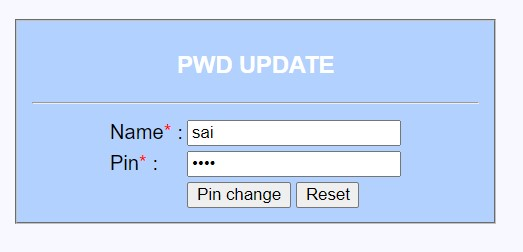 PWD UPDATE
Name* : sai
Pin* : ••••
Pin change Reset